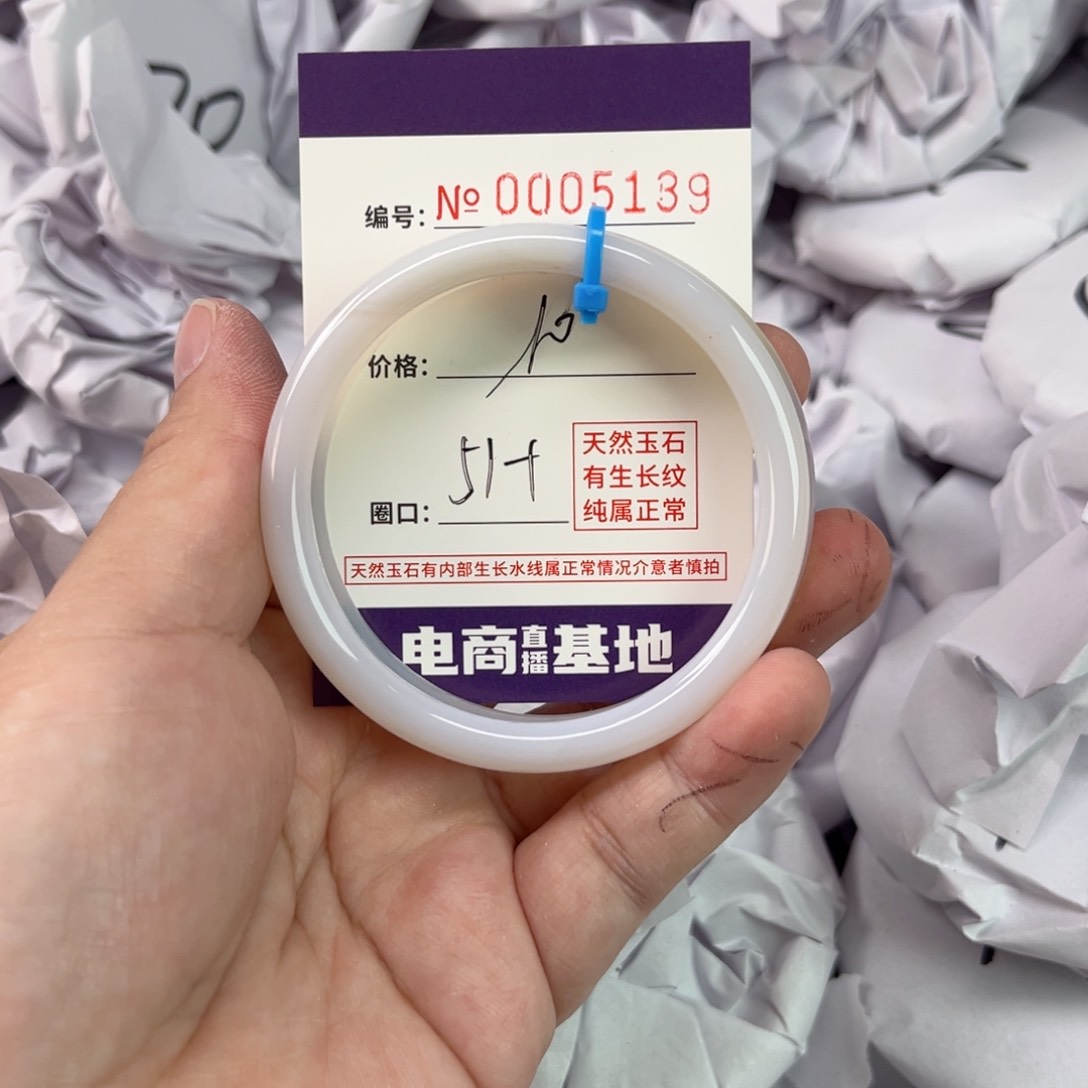 编号: № 0005139
价格: 10
圈口: 51+
天然玉石
有生长纹
纯属正常
天然玉石有内部生长水线属正常情况介意者慎拍
电商直播基地